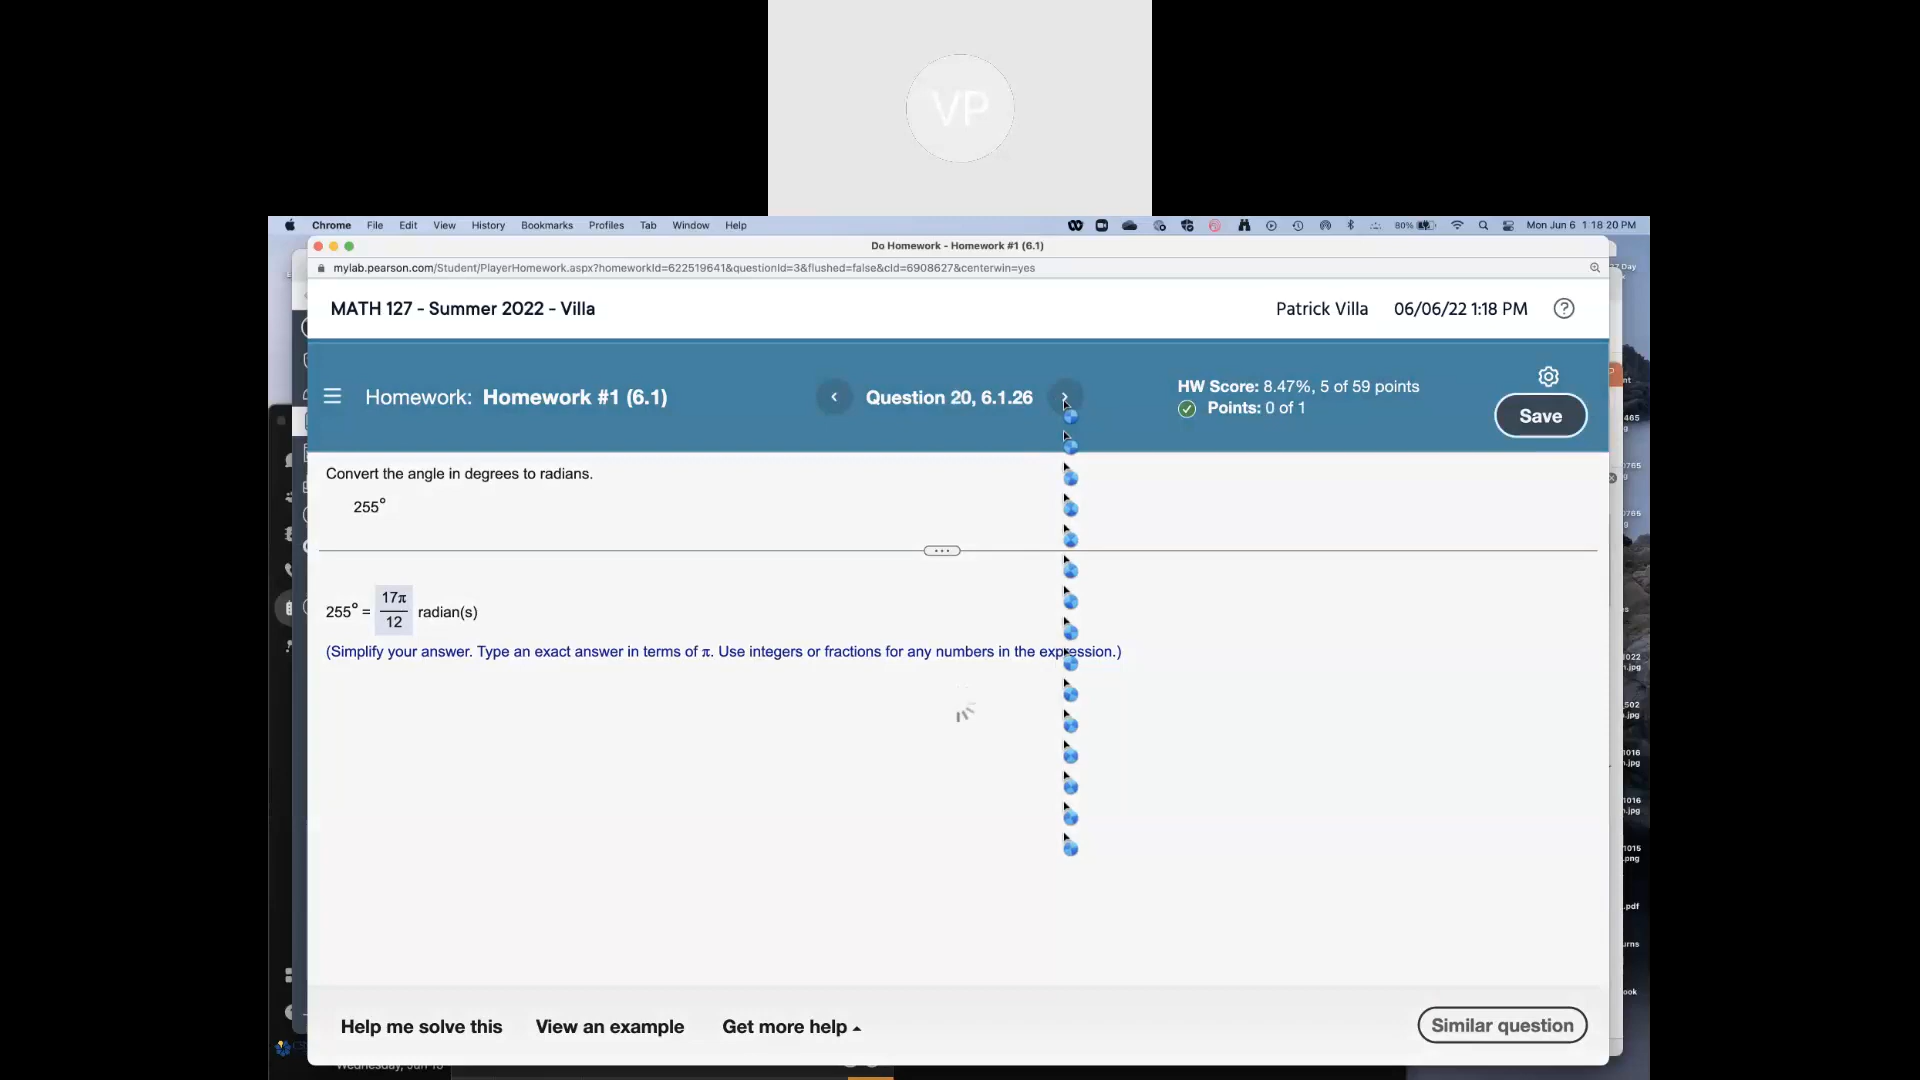 VP
Chrome File Edit View History Bookmarks Profiles Tab Window Help 80% Mon Jun 6 1:18:20 PM
Do Homework - Homework #1 (6.1)
mylab.pearson.com/Student/PlayerHomework.aspx?homeworkId=622519641&questionId=3&flushed=false&cId=6908627&centerwin=yes
MATH 127 - Summer 2022 - Villa
Patrick Villa 06/06/22 1:18 PM ?
Homework: Homework #1 (6.1)
Question 20, 6.1.26
HW Score: 8.47%, 5 of 59 points
Points: 0 of 1
Save
Convert the angle in degrees to radians.
255°
255° = 17π/12 radian(s)
(Simplify your answer. Type an exact answer in terms of π. Use integers or fractions for any numbers in the expression.)
Help me solve this View an example Get more help
Similar question